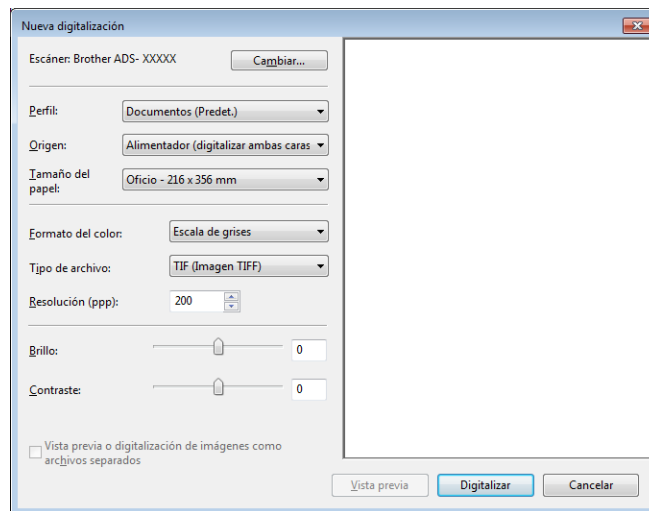 Nueva digitalización
Escáner: Brother ADS- XXXXX
Cambiar...
Perfil:
Documentos (Predet.)
Origen:
Alimentador (digitalizar ambas caras
Tamaño del
papel:
Oficio - 216 x 356 mm
Formato del color:
Escala de grises
Tipo de archivo:
TIF (Imagen TIFF)
Resolución (ppp):
200
Brillo:
0
Contraste:
0
Vista previa o digitalización de imágenes como
archivos separados
Vista previa
Digitalizar
Cancelar